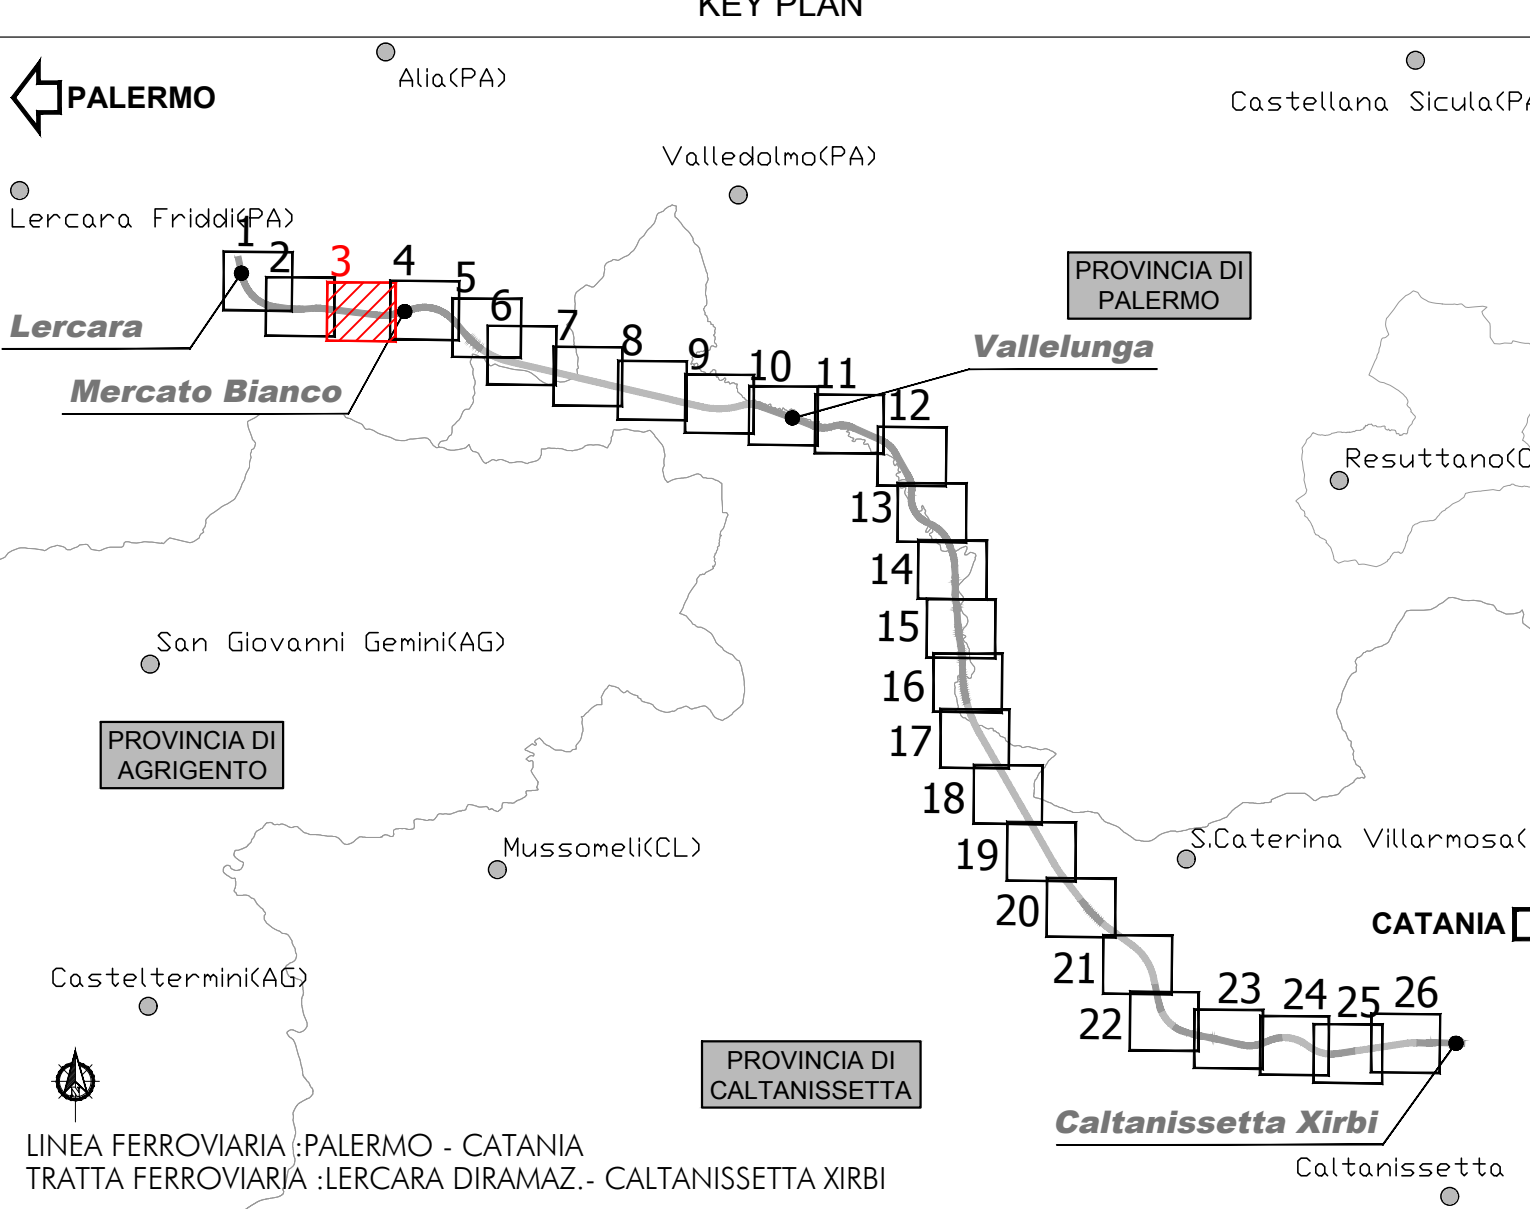 KEY PLAN
Alia(PA)
PALERMO
Castellana Sicula(PA
Valledolmo(PA)
Lercara Friddi(PA)
1
2
3
4
5
6
7
8
9
10
11
12
PROVINCIA DI
PALERMO
Lercara
Mercato Bianco
Vallelunga
Resuttano(C
13
14
15
16
17
18
19
20
21
22
23
24
25
26
San Giovanni Gemini(AG)
PROVINCIA DI
AGRIGENTO
Mussomeli(CL)
S.Caterina Villarmosa(
CATANIA
Casteltermini(AG)
PROVINCIA DI
CALTANISSETTA
Caltanissetta Xirbi
Caltanissetta
LINEA FERROVIARIA :PALERMO - CATANIA
TRATTA FERROVIARIA :LERCARA DIRAMAZ.- CALTANISSETTA XIRBI